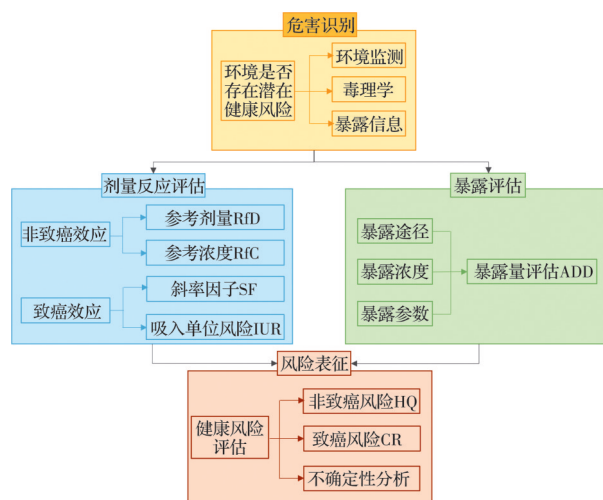 危害识别
环境是否
存在潜在
健康风险
环境监测
毒理学
暴露信息
剂量反应评估
非致癌效应
参考剂量RfD
参考浓度RfC
致癌效应
斜率因子SF
吸入单位风险IUR
暴露评估
暴露途径
暴露浓度
暴露参数
暴露量评估ADD
风险表征
健康风险
评估
非致癌风险HQ
致癌风险CR
不确定性分析